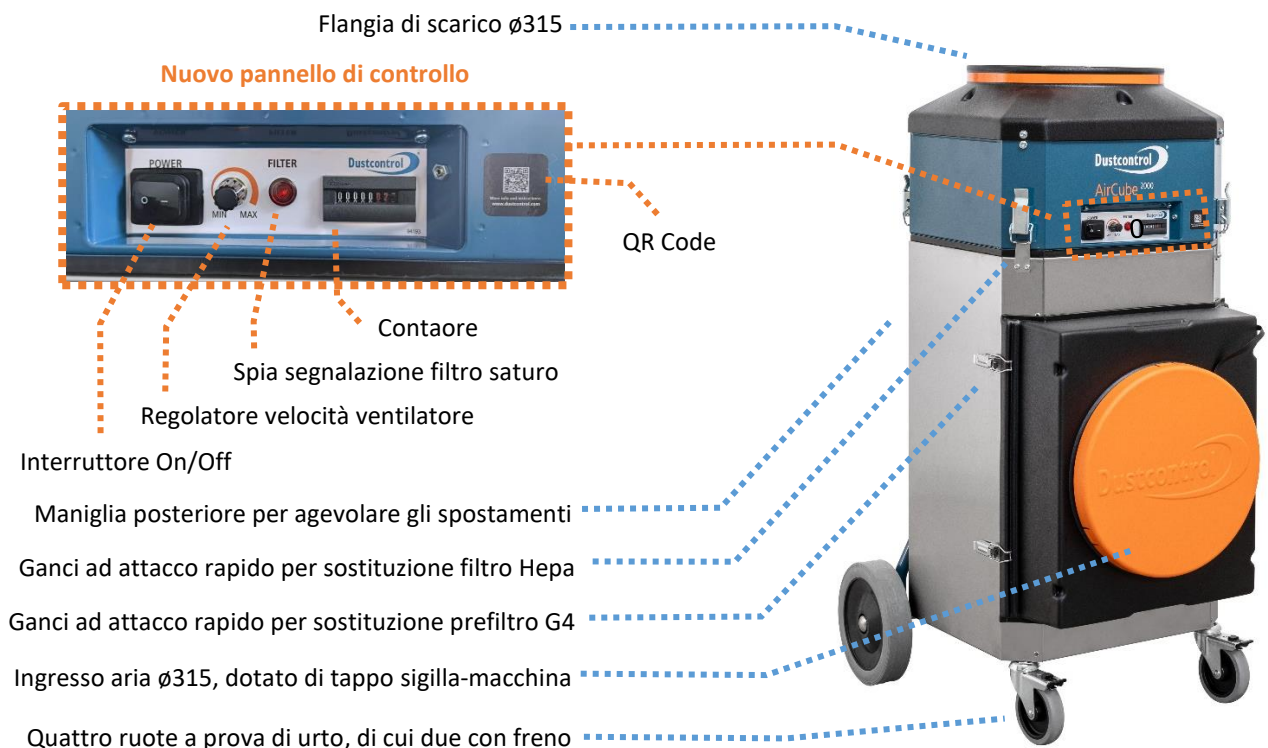 Flangia di scarico ø315
Nuovo pannello di controllo
POWER
FILTER
Dustcontrol
MIN MAX
www.dustcontrol.com
QR Code
Contaore
Spia segnalazione filtro saturo
Regolatore velocità ventilatore
Interruttore On/Off
Maniglia posteriore per agevolare gli spostamenti
Ganci ad attacco rapido per sostituzione filtro Hepa
Ganci ad attacco rapido per sostituzione prefiltro G4
Ingresso aria ø315, dotato di tappo sigilla-macchina
Quattro ruote a prova di urto, di cui due con freno
Dustcontrol
AirCube 2000
Dustcontrol